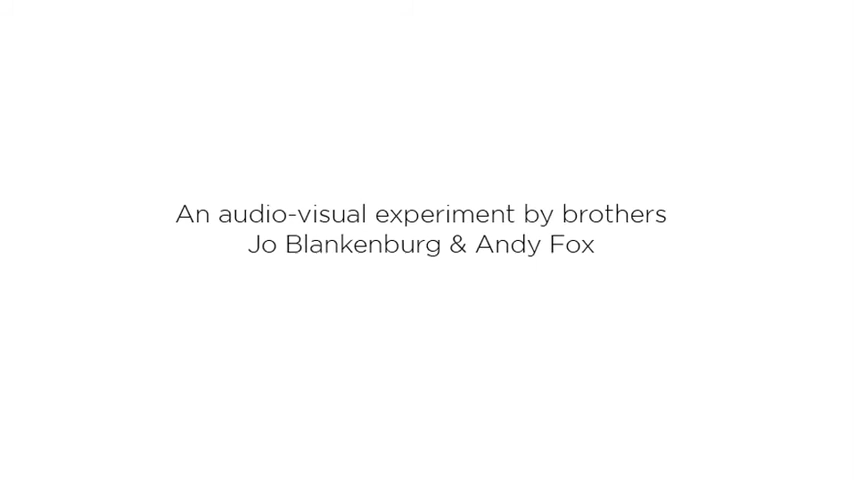 An audio-visual experiment by brothers
Jo Blankenburg & Andy Fox